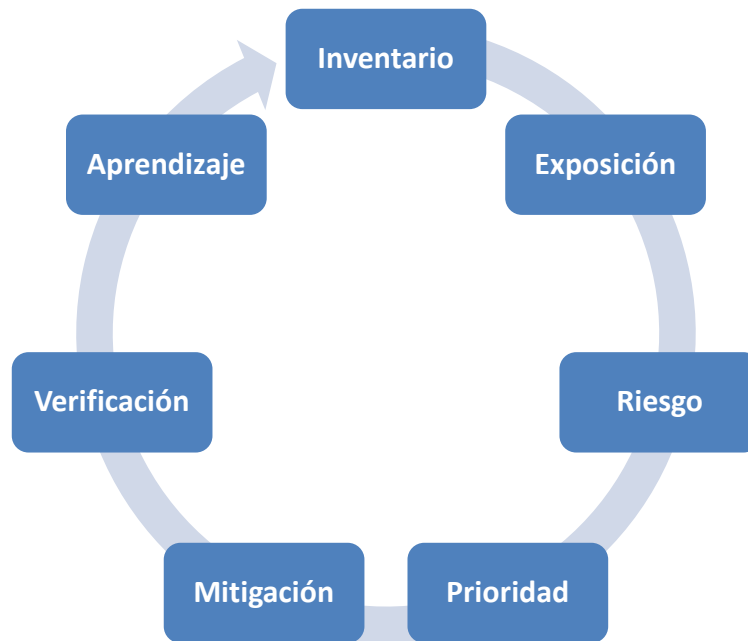 Inventario
Exposición
Riesgo
Prioridad
Mitigación
Verificación
Aprendizaje